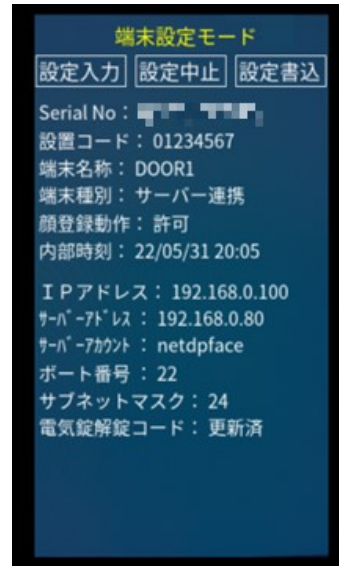 端末設定モード
設定入力 設定中止 設定書込
Serial No：
設置コード： 01234567
端末名称： DOOR1
端末種別： サーバー連携
顔登録動作： 許可
内部時刻： 22/05/31 20:05
ＩＰアドレス： 192.168.0.100
ｻｰﾊﾞｰｱﾄﾞﾚｽ ： 192.168.0.80
ｻｰﾊﾞｰｱｶｳﾝﾄ ： netdpface
ポート番号 ： 22
サブネットマスク： 24
電気錠解錠コード： 更新済